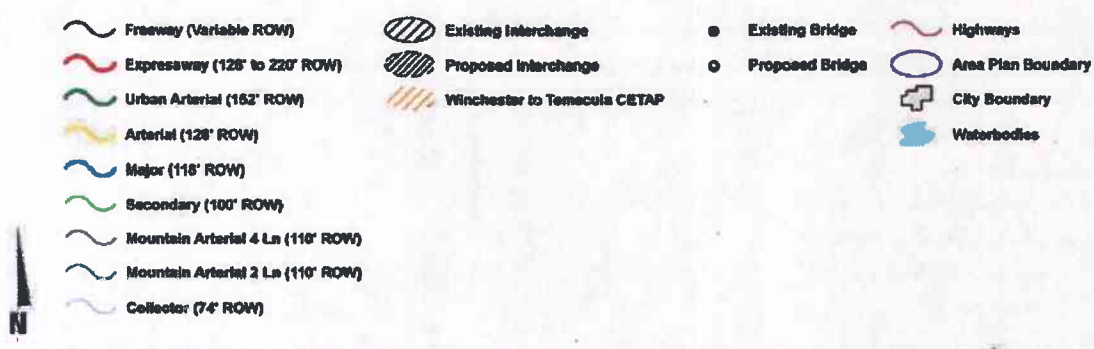 Freeway (Variable ROW)
Expressway (128' to 220' ROW)
Urban Arterial (152' ROW)
Arterial (128' ROW)
Major (118' ROW)
Secondary (100' ROW)
Mountain Arterial 4 Ln (110' ROW)
Mountain Arterial 2 Ln (110' ROW)
Collector (74' ROW)
Existing Interchange
Proposed Interchange
Winchester to Temecula CETAP
Existing Bridge
Proposed Bridge
Highways
Area Plan Boundary
City Boundary
Waterbodies
N